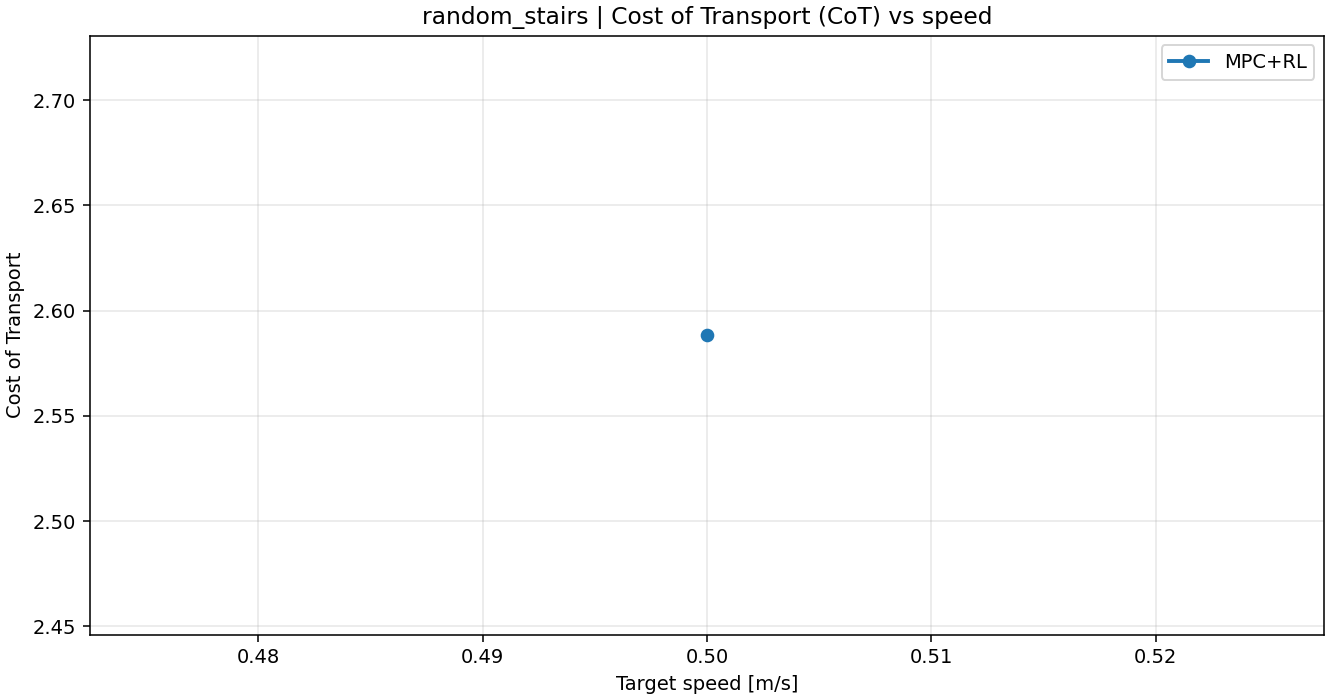 random_stairs | Cost of Transport (CoT) vs speed
MPC+RL
2.70
2.65
2.60
2.55
2.50
2.45
Cost of Transport
0.48 0.49 0.50 0.51 0.52
Target speed [m/s]